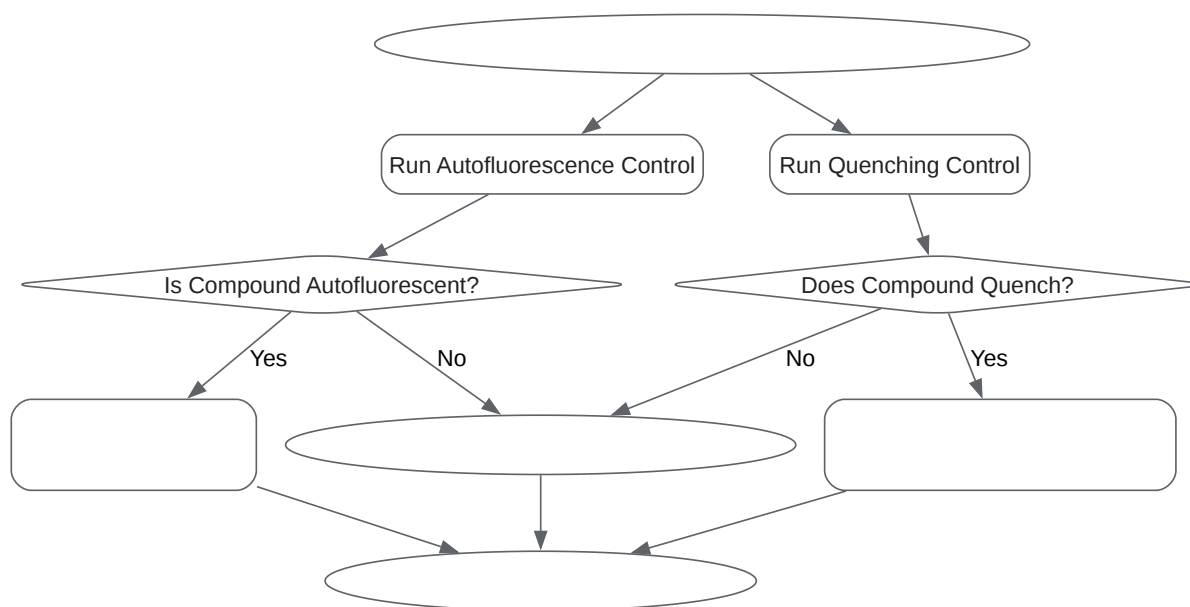 Run Autofluorescence Control
Run Quenching Control
Is Compound Autofluorescent?
Does Compound Quench?
Yes
No
No
Yes